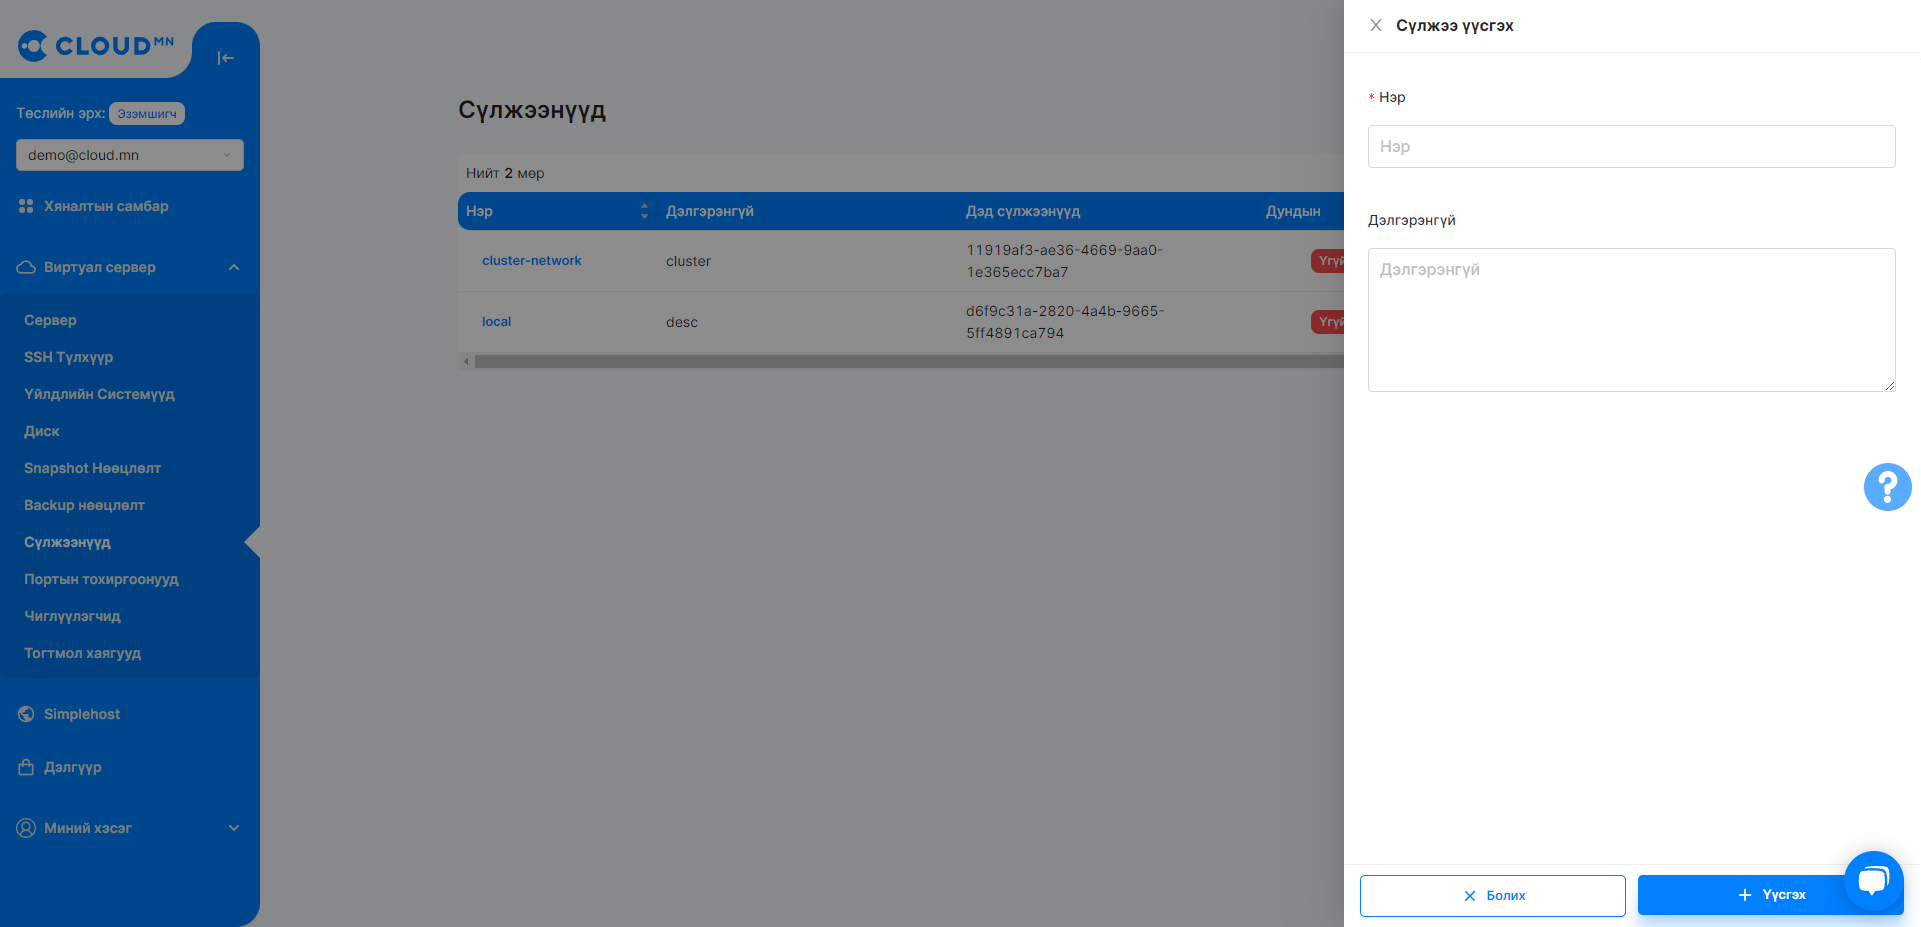 CLOUD MN
Төслийн эрх: Эзэмшигч
demo@cloud.mn
Хяналтын самбар
Виртуал сервер
Сервер
SSH Түлхүүр
Үйлдлийн Системүүд
Диск
Snapshot Нөөцлөлт
Backup нөөцлөлт
Сүлжээнүүд
Портын тохиргоонууд
Чиглүүлэгчид
Тогтмол хаягууд
Simplehost
Дэлгүүр
Миний хэсэг
Сүлжээнүүд
Нийт 2 мөр
Нэр Дэлгэрэнгүй Дэд сүлжээнүүд Дундын
cluster-network cluster 11919af3-ae36-4669-9aa0-
1e365ecc7ba7 Үгүй
local desc d6f9c31a-2820-4a4b-9665-
5ff4891ca794 Үгүй
Сүлжээ үүсгэх
* Нэр
Нэр
Дэлгэрэнгүй
Дэлгэрэнгүй
?
Болих
Үүсгэх